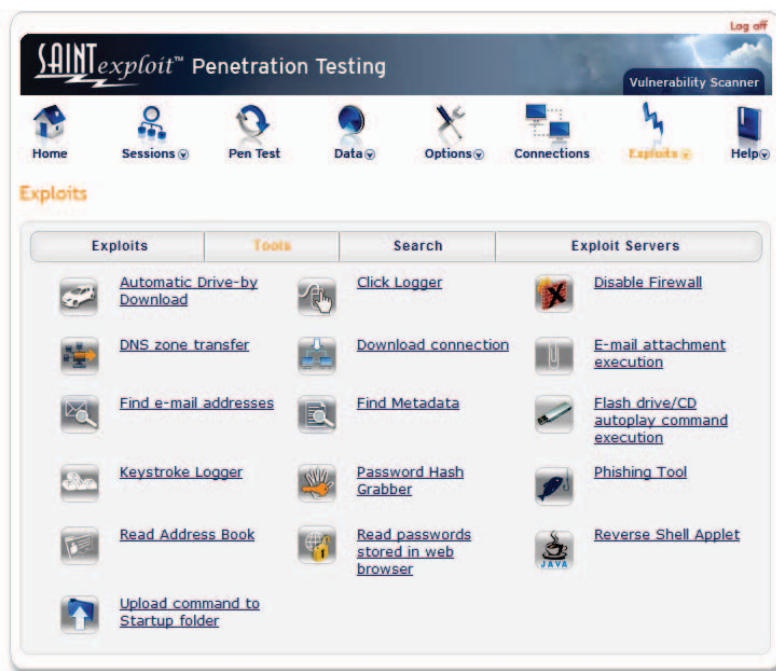 Log off
SAINTexploit™ Penetration Testing
Vulnerability Scanner
Home Sessions Pen Test Data Options Connections Exploits Help
Exploits
Exploits Tools Search Exploit Servers
Automatic Drive-by
Download
Click Logger
Disable Firewall
DNS zone transfer
Download connection
E-mail attachment
execution
Find e-mail addresses
Find Metadata
Flash drive/CD
autoplay command
execution
Keystroke Logger
Password Hash
Grabber
Phishing Tool
Read Address Book
Read passwords
stored in web
browser
JAVA
Reverse Shell Applet
Upload command to
Startup folder